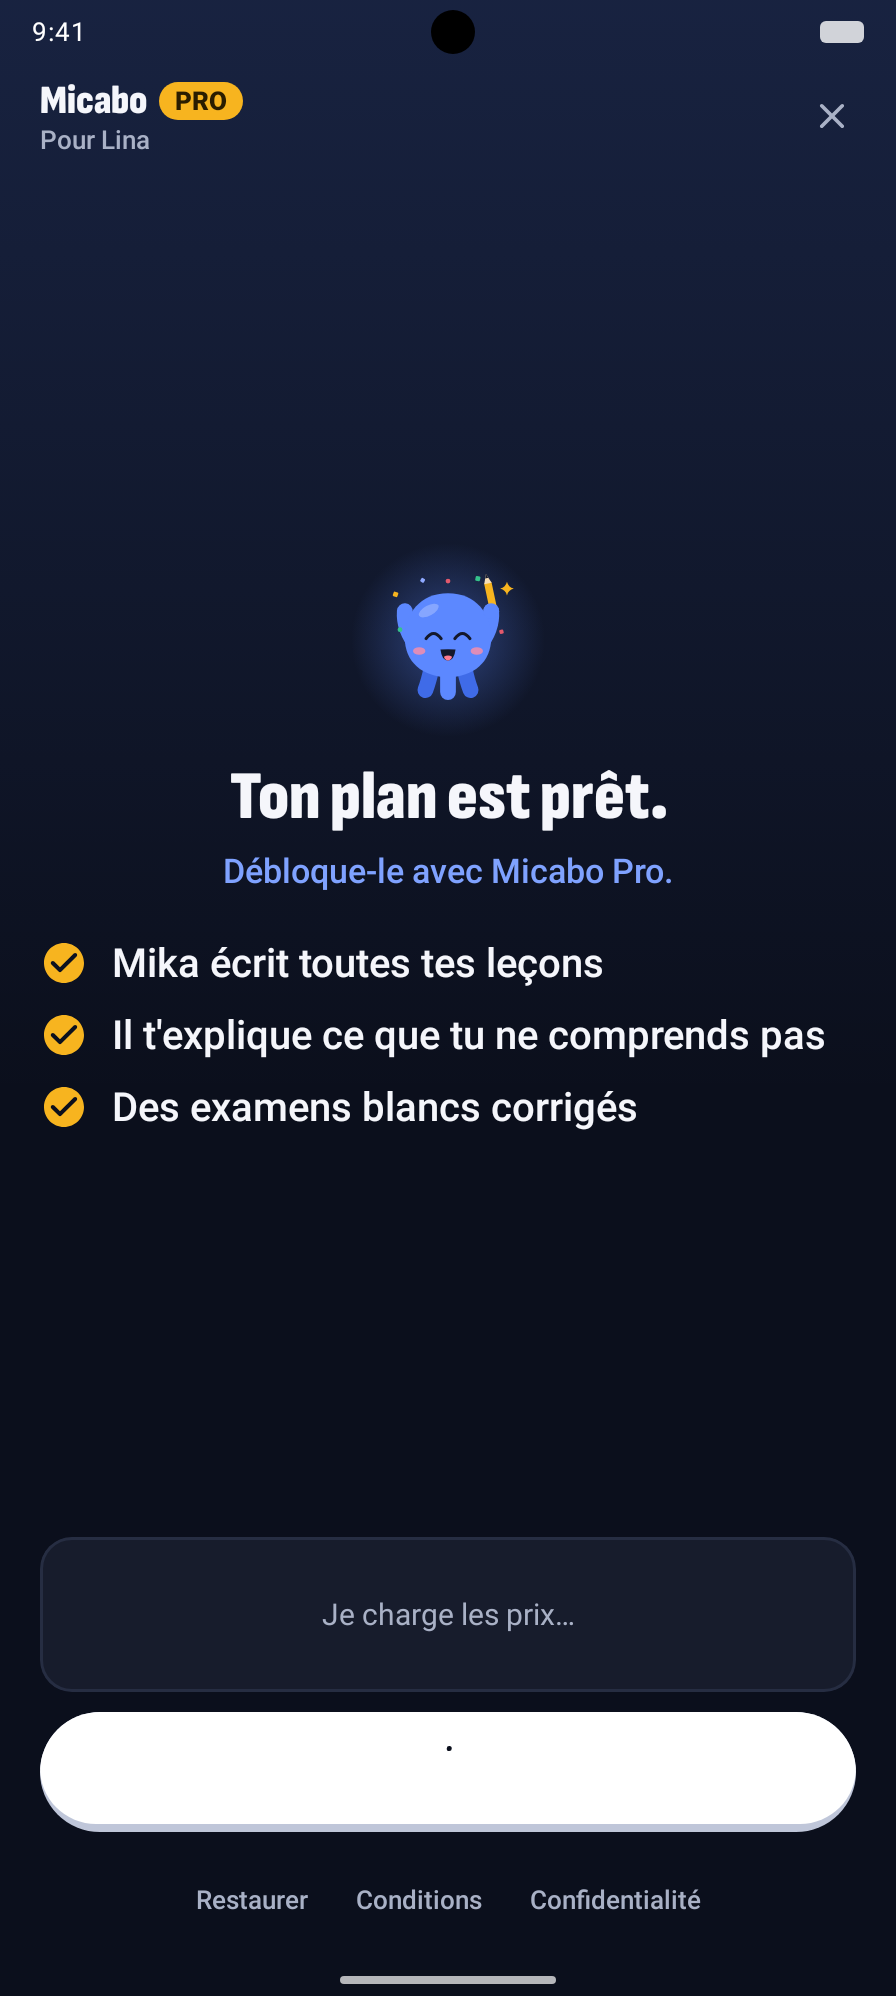 9:41
Micabo PRO
Pour Lina
Ton plan est prêt.
Débloque-le avec Micabo Pro.
Mika écrit toutes tes leçons
Il t'explique ce que tu ne comprends pas
Des examens blancs corrigés
Je charge les prix…
Restaurer Conditions Confidentialité